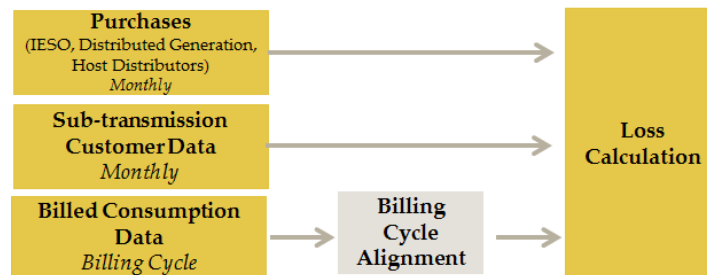 Purchases
(IESO, Distributed Generation,
Host Distributors)
Monthly
Sub-transmission
Customer Data
Monthly
Billed Consumption
Data
Billing Cycle
Billing
Cycle
Alignment
Loss
Calculation